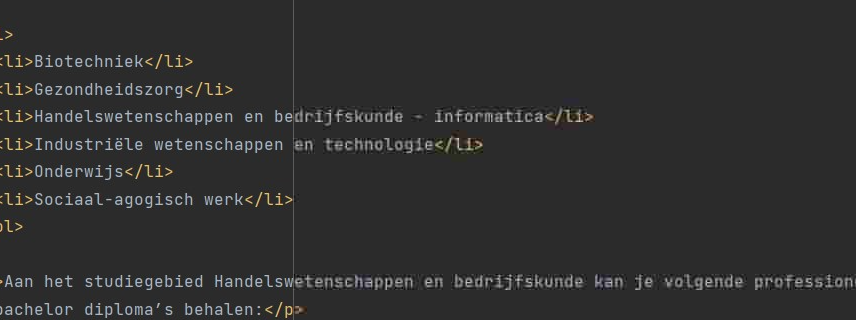 l>
<li>Biotechniek</li>
<li>Gezondheidszorg</li>
<li>Handelswetenschappen en bedrijfskunde - informatica</li>
<li>Industriële wetenschappen en technologie</li>
<li>Onderwijs</li>
<li>Sociaal-agogisch werk</li>
ol>
>Aan het studiegebied Handelswetenschappen en bedrijfskunde kan je volgende profession
bachelor diploma’s behalen:</p>